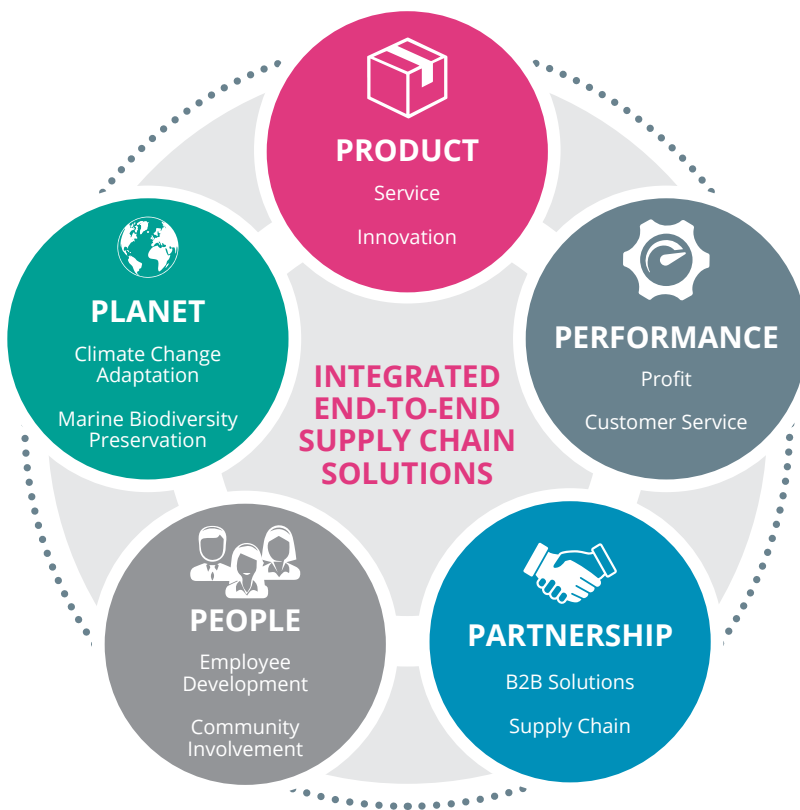 PRODUCT
Service
Innovation
PLANET
Climate Change
Adaptation
Marine Biodiversity
Preservation
PERFORMANCE
Profit
Customer Service
INTEGRATED
END-TO-END
SUPPLY CHAIN
SOLUTIONS
PEOPLE
Employee
Development
Community
Involvement
PARTNERSHIP
B2B Solutions
Supply Chain